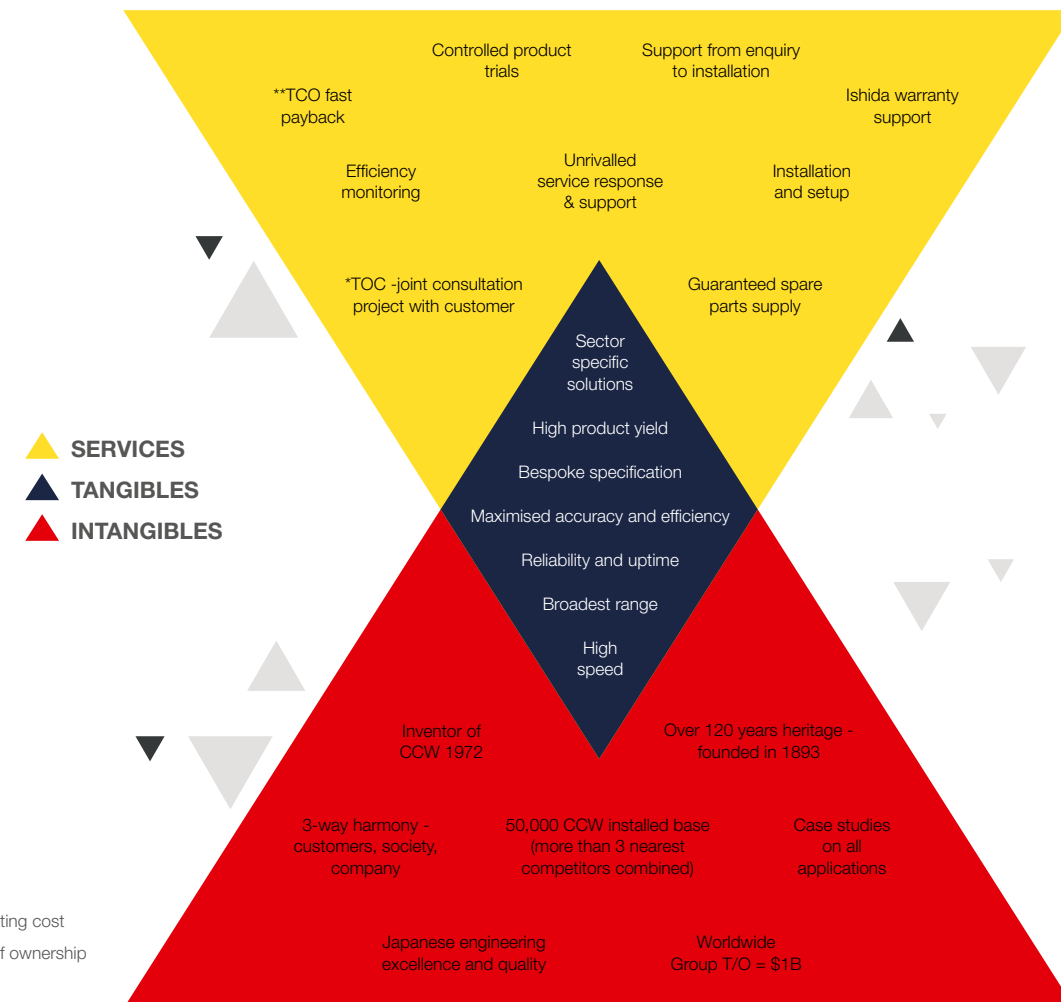 Controlled product
trials
Support from enquiry
to installation
**TCO fast
payback
Ishida warranty
support
Efficiency
monitoring
Unrivalled
service response
& support
Installation
and setup
*TOC -joint consultation
project with customer
Guaranteed spare
parts supply
Sector
specific
solutions
High product yield
Bespoke specification
Maximised accuracy and efficiency
Reliability and uptime
Broadest range
High
speed
SERVICES
TANGIBLES
INTANGIBLES
Inventor of
CCW 1972
Over 120 years heritage -
founded in 1893
3-way harmony -
customers, society,
company
50,000 CCW installed base
(more than 3 nearest
competitors combined)
Case studies
on all
applications
Japanese engineering
excellence and quality
Worldwide
Group T/O = $1B
ting cost
f ownership